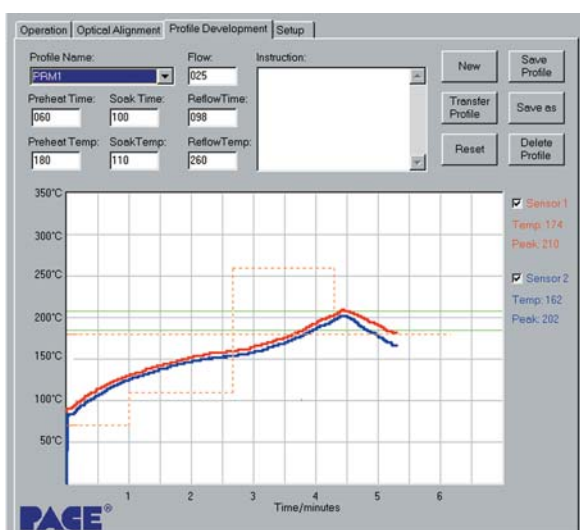 Operation Optical Alignment Profile Development Setup
Profile Name: Flow: Instruction:
PRM1 025
New Save Profile
Preheat Time: Soak Time: ReflowTime:
060 100 098
Transfer Profile Save as
Preheat Temp: SoakTemp: ReflowTemp:
180 110 260
Reset Delete Profile
350°C
300°C
250°C
200°C
150°C
100°C
50°C
Sensor 1
Temp: 174
Peak: 210
Sensor 2
Temp: 162
Peak: 202
1 2 3 4 5 6
Time/minutes
PACE®